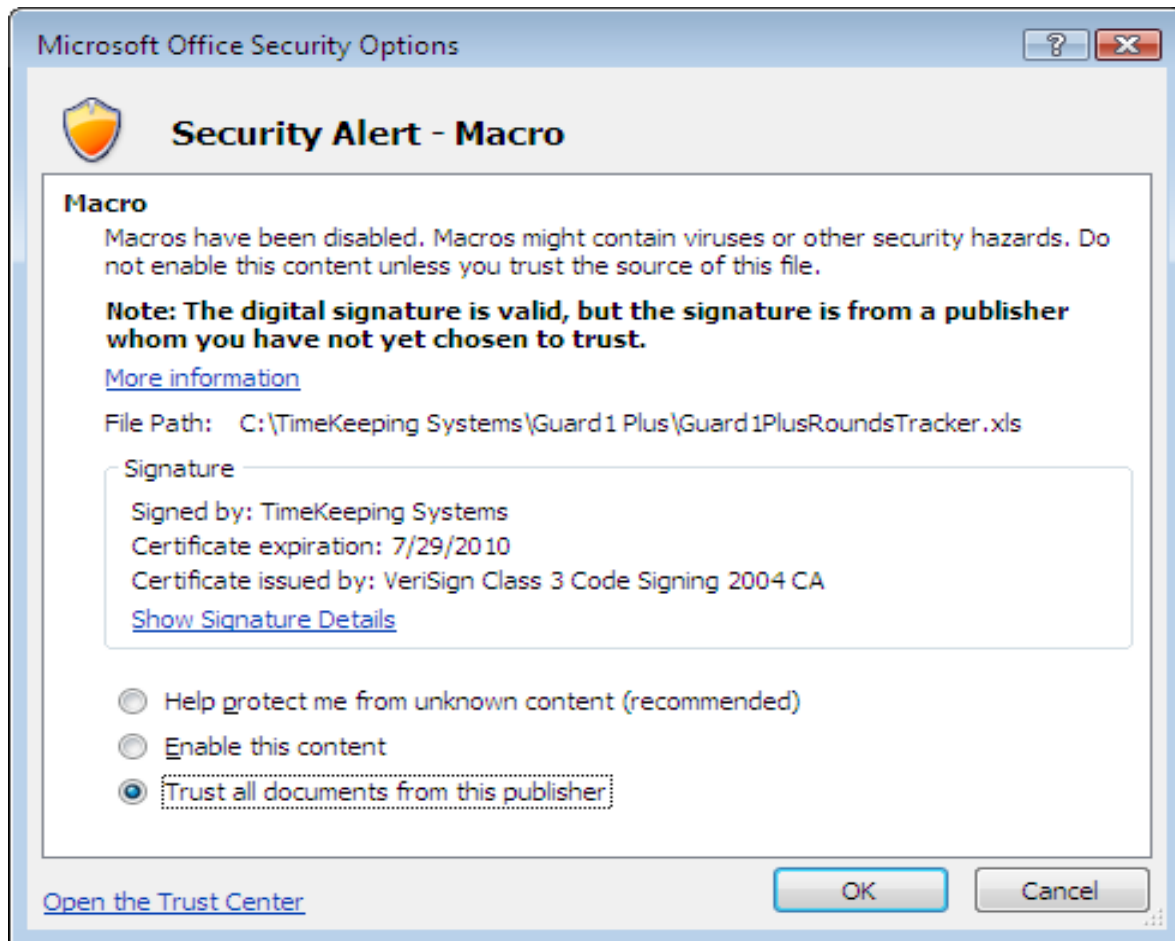 Microsoft Office Security Options
Security Alert - Macro
Macro
Macros have been disabled. Macros might contain viruses or other security hazards. Do
not enable this content unless you trust the source of this file.
Note: The digital signature is valid, but the signature is from a publisher
whom you have not yet chosen to trust.
More information
File Path: C:\TimeKeeping Systems\Guard1 Plus\Guard1PlusRoundsTracker.xls
Signature
Signed by: TimeKeeping Systems
Certificate expiration: 7/29/2010
Certificate issued by: VeriSign Class 3 Code Signing 2004 CA
Show Signature Details
Help protect me from unknown content (recommended)
Enable this content
Trust all documents from this publisher
Open the Trust Center
OK
Cancel